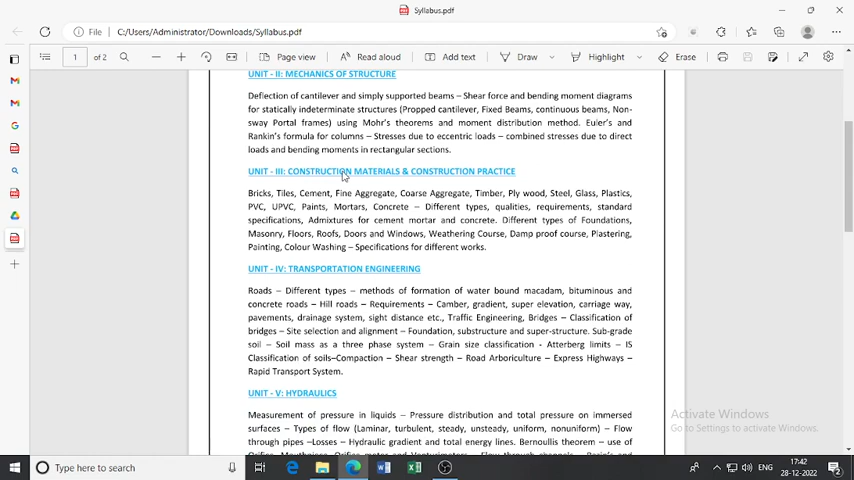 Syllabus.pdf
File
C:/Users/Administrator/Downloads/Syllabus.pdf
1 of 2
Page view
Read aloud
Add text
Draw
Highlight
Erase
UNIT - II: MECHANICS OF STRUCTURE
Deflection of cantilever and simply supported beams – Shear force and bending moment diagrams
for statically indeterminate structures (Propped cantilever, Fixed Beams, continuous beams, Non-
sway Portal frames) using Mohr's theorems and moment distribution method. Euler's and
Rankin's formula for columns – Stresses due to eccentric loads – combined stresses due to direct
loads and bending moments in rectangular sections.
UNIT - III: CONSTRUCTION MATERIALS & CONSTRUCTION PRACTICE
Bricks, Tiles, Cement, Fine Aggregate, Coarse Aggregate, Timber, Ply wood, Steel, Glass, Plastics,
PVC, UPVC, Paints, Mortars, Concrete – Different types, qualities, requirements, standard
specifications, Admixtures for cement mortar and concrete. Different types of Foundations,
Masonry, Floors, Roofs, Doors and Windows, Weathering Course, Damp proof course, Plastering,
Painting, Colour Washing – Specifications for different works.
UNIT - IV: TRANSPORTATION ENGINEERING
Roads – Different types – methods of formation of water bound macadam, bituminous and
concrete roads – Hill roads – Requirements – Camber, gradient, super elevation, carriage way,
pavements, drainage system, sight distance etc., Traffic Engineering, Bridges – Classification of
bridges – Site selection and alignment – Foundation, substructure and super-structure. Sub-grade
soil – Soil mass as a three phase system – Grain size classification - Atterberg limits – IS
Classification of soils–Compaction – Shear strength – Road Arboriculture – Express Highways –
Rapid Transport System.
UNIT - V: HYDRAULICS
Measurement of pressure in liquids – Pressure distribution and total pressure on immersed
surfaces – Types of flow (Laminar, turbulent, steady, unsteady, uniform, nonuniform) – Flow
through pipes –Losses – Hydraulic gradient and total energy lines. Bernoullis theorem – use of
Activate Windows
Go to Settings to activate Windows.
Type here to search
ENG
17:42
28-12-2022
2